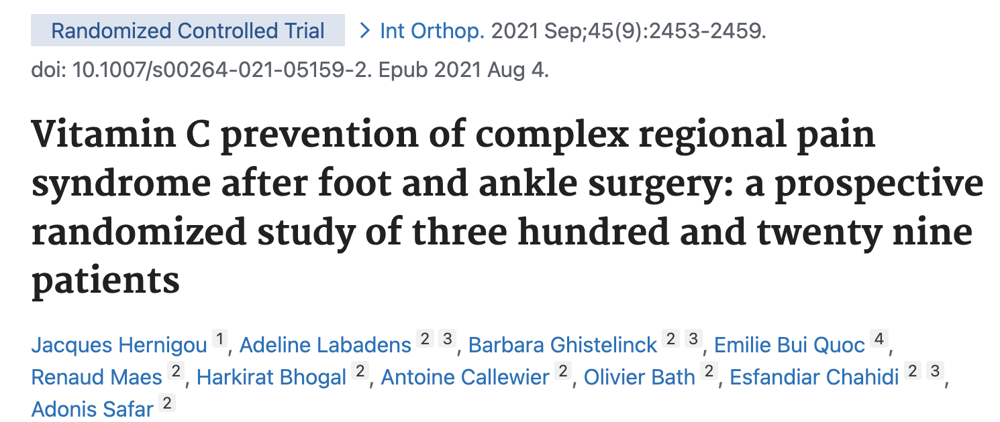 Randomized Controlled Trial > Int Orthop. 2021 Sep;45(9):2453-2459.
doi: 10.1007/s00264-021-05159-2. Epub 2021 Aug 4.
Vitamin C prevention of complex regional pain
syndrome after foot and ankle surgery: a prospective
randomized study of three hundred and twenty nine
patients
Jacques Hernigou 1, Adeline Labadens 2 3, Barbara Ghistelinck 2 3, Emilie Bui Quoc 4,
Renaud Maes 2, Harkirat Bhogal 2, Antoine Callewier 2, Olivier Bath 2, Esfandiar Chahidi 2 3,
Adonis Safar 2